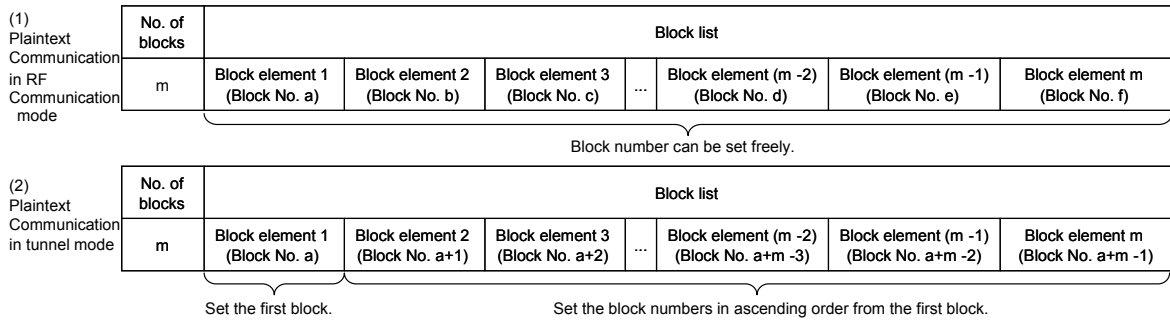 (1)
Plaintext
Communication
in RF
Communication
mode
No. of
blocks
Block list
m
Block element 1
(Block No. a)
Block element 2
(Block No. b)
Block element 3
(Block No. c)
...
Block element (m -2)
(Block No. d)
Block element (m -1)
(Block No. e)
Block element m
(Block No. f)
Block number can be set freely.
(2)
Plaintext
Communication
in tunnel mode
No. of
blocks
Block list
m
Block element 1
(Block No. a)
Block element 2
(Block No. a+1)
Block element 3
(Block No. a+2)
...
Block element (m -2)
(Block No. a+m -3)
Block element (m -1)
(Block No. a+m -2)
Block element m
(Block No. a+m -1)
Set the first block.
Set the block numbers in ascending order from the first block.